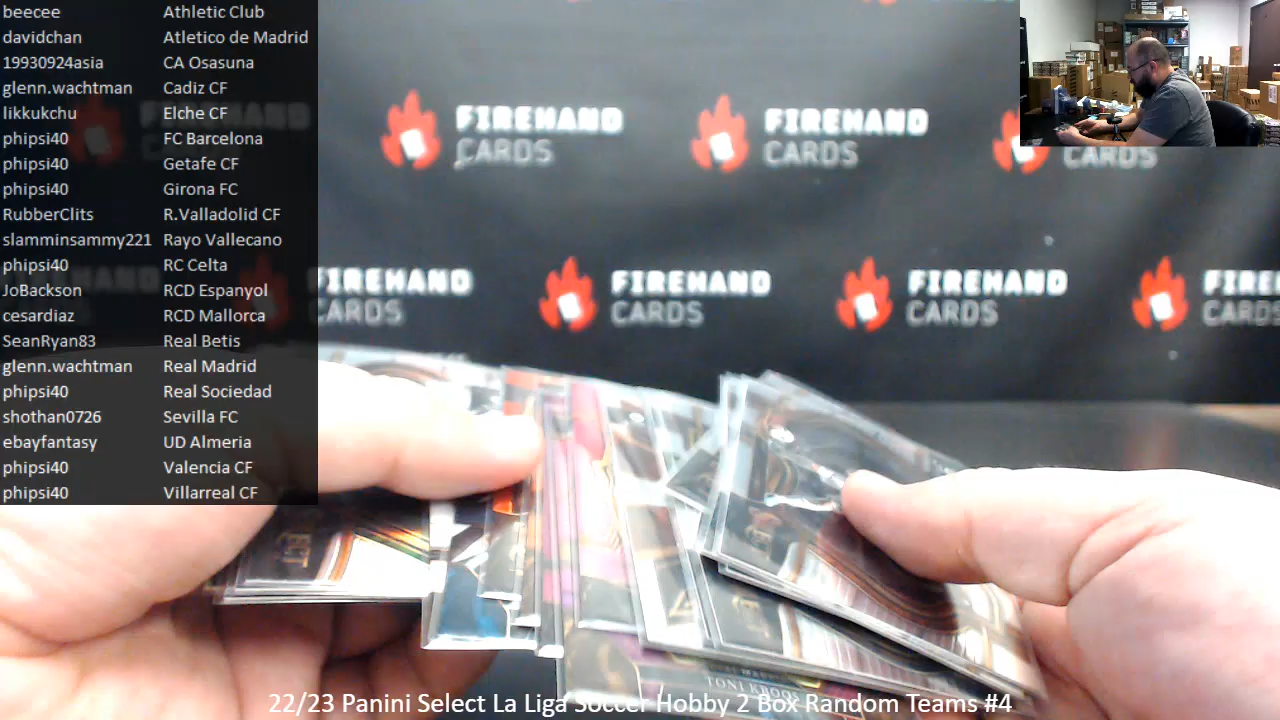 beecee Athletic Club
davidchan Atletico de Madrid
19930924asia CA Osasuna
glenn.wachtman Cadiz CF
likkukchu Elche CF
phipsi40 FC Barcelona
phipsi40 Getafe CF
phipsi40 Girona FC
RubberClits R.Valladolid CF
slamminsammy221 Rayo Vallecano
phipsi40 RC Celta
JoBackson RCD Espanyol
cesardiaz RCD Mallorca
SeanRyan83 Real Betis
glenn.wachtman Real Madrid
phipsi40 Real Sociedad
shothan0726 Sevilla FC
ebayfantasy UD Almeria
phipsi40 Valencia CF
phipsi40 Villarreal CF
FIREHAND CARDS
FIREHAND CARDS
CARDS
FIREHAND CARDS
FIREHAND CARDS
FIREHAND CARDS
FIRE
CARDS
TONI KROOS
22/23 Panini Select La Liga Soccer Hobby 2 Box Random Teams #4